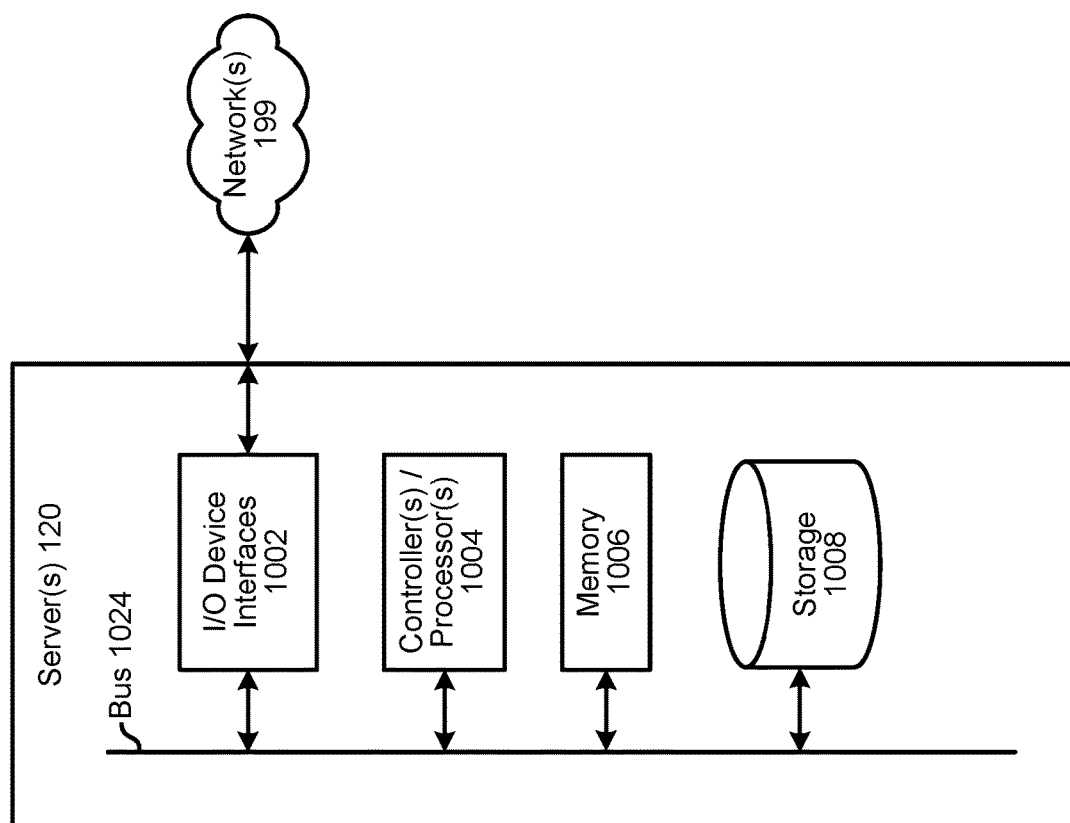 Server(s) 120
Bus 1024
I/O Device
Interfaces
1002
Network(s)
199
Controller(s) /
Processor(s)
1004
Memory
1006
Storage
1008